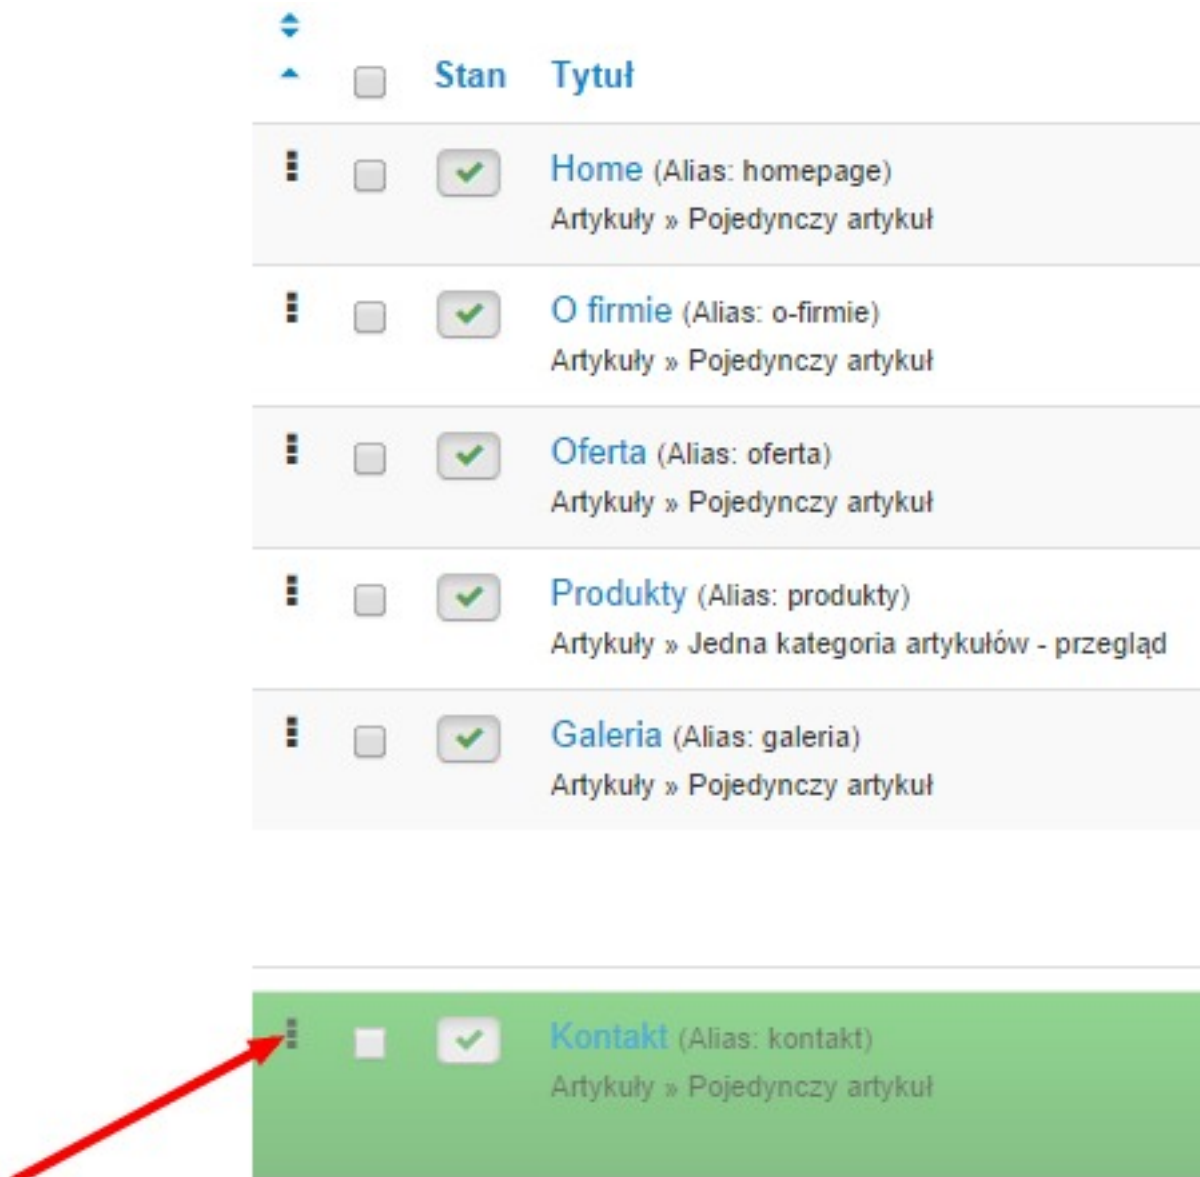 Stan Tytuł
Home (Alias: homepage)
Artykuły » Pojedynczy artykuł
O firmie (Alias: o-firmie)
Artykuły » Pojedynczy artykuł
Oferta (Alias: oferta)
Artykuły » Pojedynczy artykuł
Produkty (Alias: produkty)
Artykuły » Jedna kategoria artykułów - przegląd
Galeria (Alias: galeria)
Artykuły » Pojedynczy artykuł
Kontakt (Alias: kontakt)
Artykuły » Pojedynczy artykuł